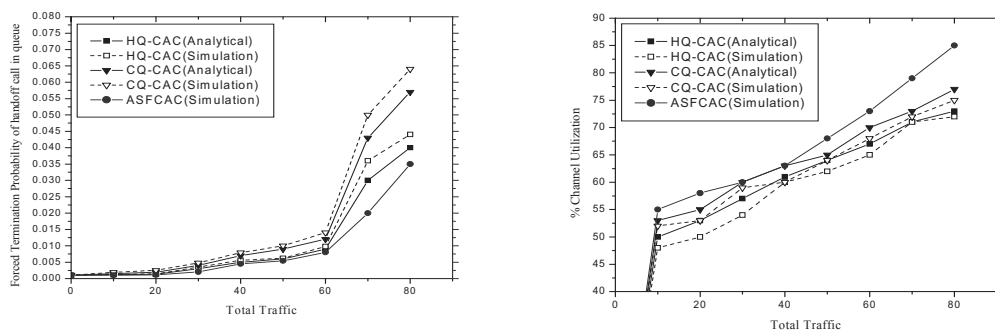 Forced Termination Probability of handoff call in queue
0.080
0.075
0.070
0.065
0.060
0.055
0.050
0.045
0.040
0.035
0.030
0.025
0.020
0.015
0.010
0.005
0.000
HQ-CAC(Analytical)
HQ-CAC(Simulation)
CQ-CAC(Analytical)
CQ-CAC(Simulation)
ASFCAC(Simulation)
0 20 40 60 80
Total Traffic
% Channel Utilization
90
85
80
75
70
65
60
55
50
45
40
HQ-CAC(Analytical)
HQ-CAC(Simulation)
CQ-CAC(Analytical)
CQ-CAC(Simulation)
ASFCAC(Simulation)
0 20 40 60 80
Total Traffic